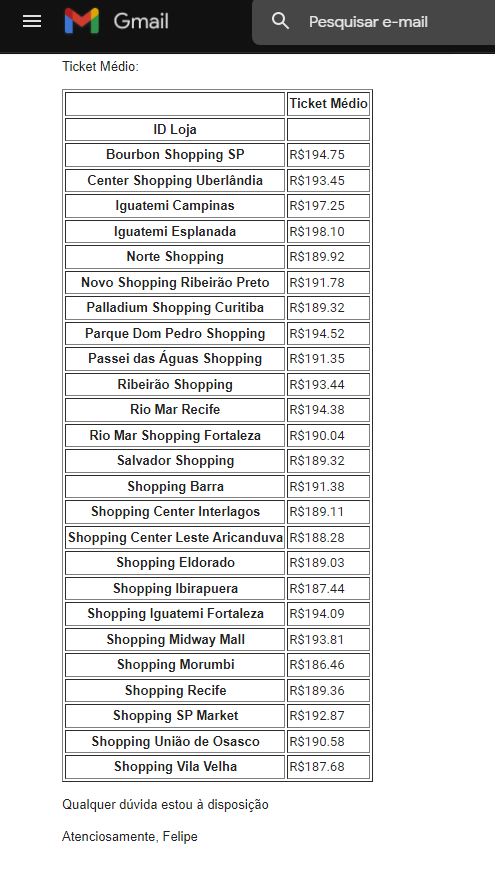 Gmail
Pesquisar e-mail
Ticket Médio:
Ticket Médio
ID Loja
Bourbon Shopping SP R$194.75
Center Shopping Uberlândia R$193.45
Iguatemi Campinas R$197.25
Iguatemi Esplanada R$198.10
Norte Shopping R$189.92
Novo Shopping Ribeirão Preto R$191.78
Palladium Shopping Curitiba R$189.32
Parque Dom Pedro Shopping R$194.52
Passei das Águas Shopping R$191.35
Ribeirão Shopping R$193.44
Rio Mar Recife R$194.38
Rio Mar Shopping Fortaleza R$190.04
Salvador Shopping R$189.32
Shopping Barra R$191.38
Shopping Center Interlagos R$189.11
Shopping Center Leste Aricanduva R$188.28
Shopping Eldorado R$189.03
Shopping Ibirapuera R$187.44
Shopping Iguatemi Fortaleza R$194.09
Shopping Midway Mall R$193.81
Shopping Morumbi R$186.46
Shopping Recife R$189.36
Shopping SP Market R$192.87
Shopping União de Osasco R$190.58
Shopping Vila Velha R$187.68
Qualquer dúvida estou à disposição
Atenciosamente, Felipe